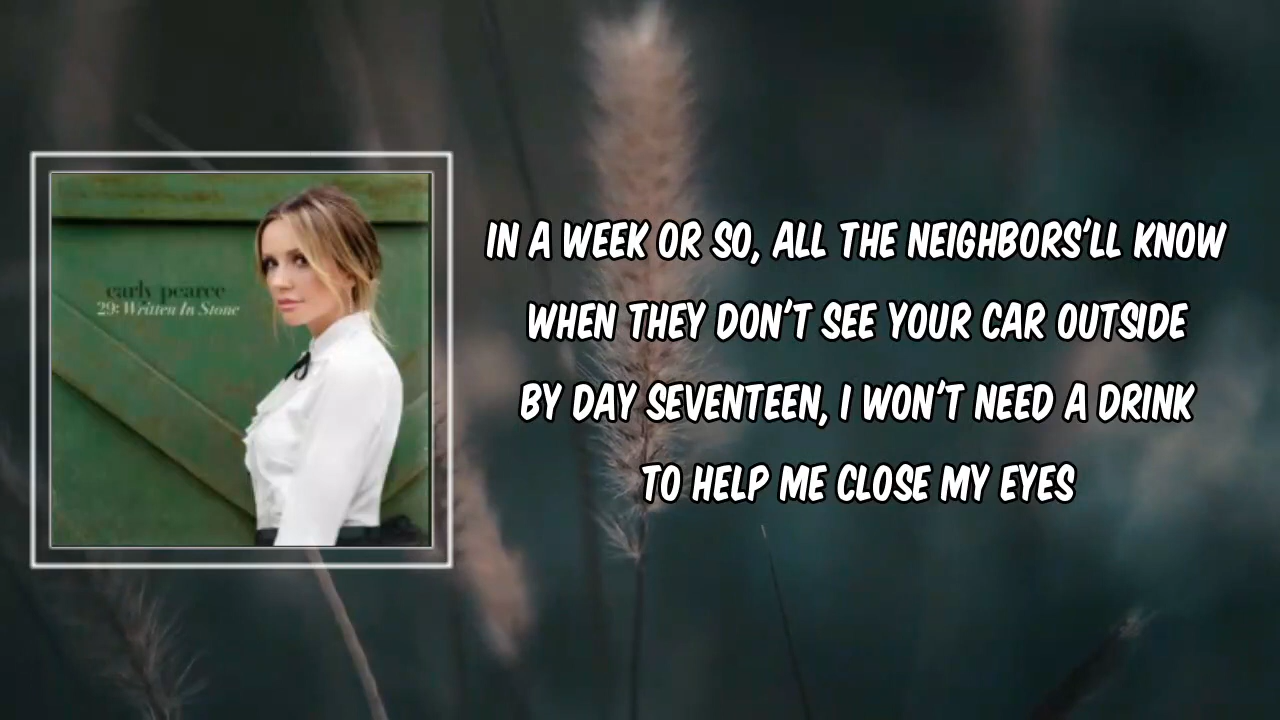 carly pearce
29: Written In Stone
IN A WEEK OR SO, ALL THE NEIGHBORS'LL KNOW
WHEN THEY DON'T SEE YOUR CAR OUTSIDE
BY DAY SEVENTEEN, I WON'T NEED A DRINK
TO HELP ME CLOSE MY EYES